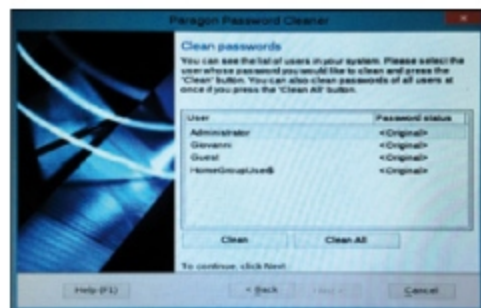 Paragon Password Cleaner
Clean passwords
You can see the list of users in your system. Please select the
user whose password you would like to clean and press the
'Clean' button. You can also clean passwords of all users at
once if you press the 'Clean All' button.
User Password status
Administrator <Original>
Giovanni <Original>
Guest <Original>
HomeGroupUser$ <Original>
Clean Clean All
To continue, click Next
Help (F1) < Back Next > Cancel